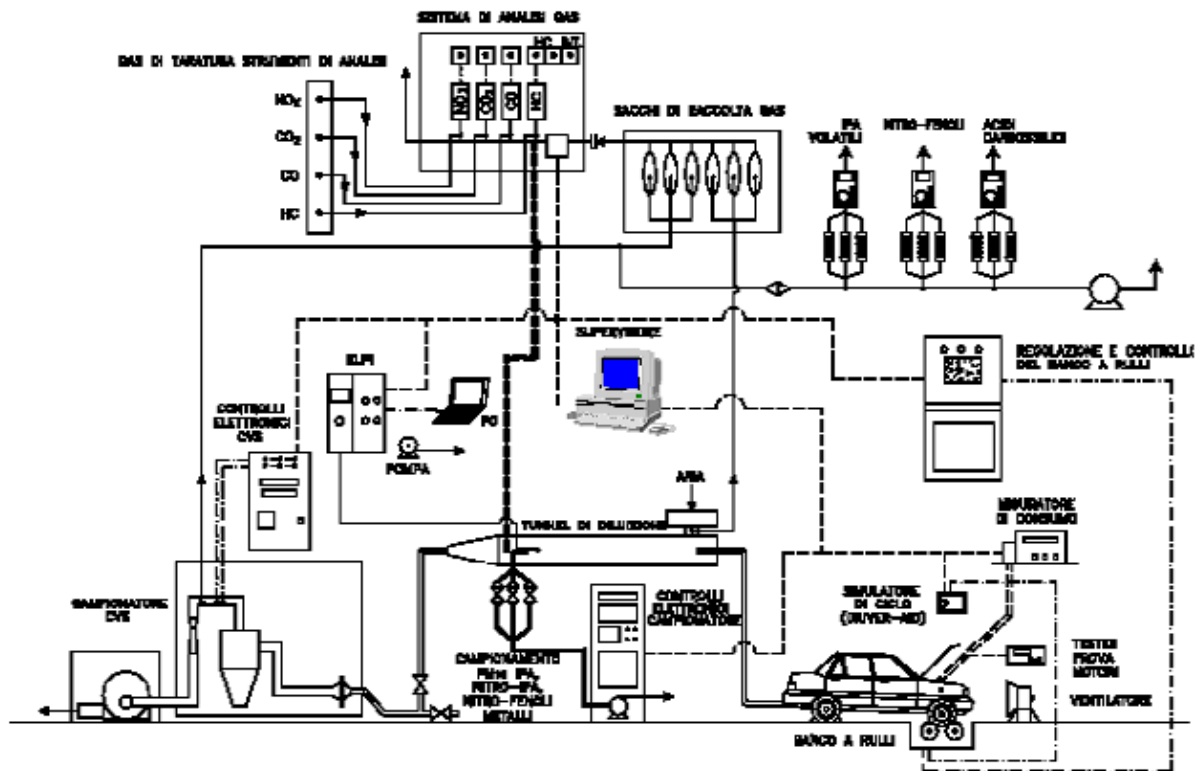 SISTEMA DI ANALISI GAS
HC INT.
GAS DI TARATURA STRUMENTI DI ANALISI
NOX
CO2
CO
HC
CO2
CO
HC
SACCHI DI RACCOLTA GAS
IPA
VOLATILI
NITRO-FENOLI
ACIDI
CARBOSSILICI
SUPERVISORE
ELPI
PC
POMPA
CONTROLLI
ELETTRONICI
CVS
REGOLAZIONE E CONTROLLO
DEL BANCO A RULLI
ARIA
TUNNEL DI DILUIZIONE
MISURATORE
DI CONSUMO
CAMPIONATORE
CVS
CAMPIONAMENTO
IPA,
NITRO-IPA,
NITRO-FENOLI
METALLI
CONTROLLI
ELETTRONICI
CAMPIONATORE
SIMULATORE
DI CICLO
(DRIVER-AID)
TESTER
PROVA
MOTORI
VENTILATORE
BANCO A RULLI